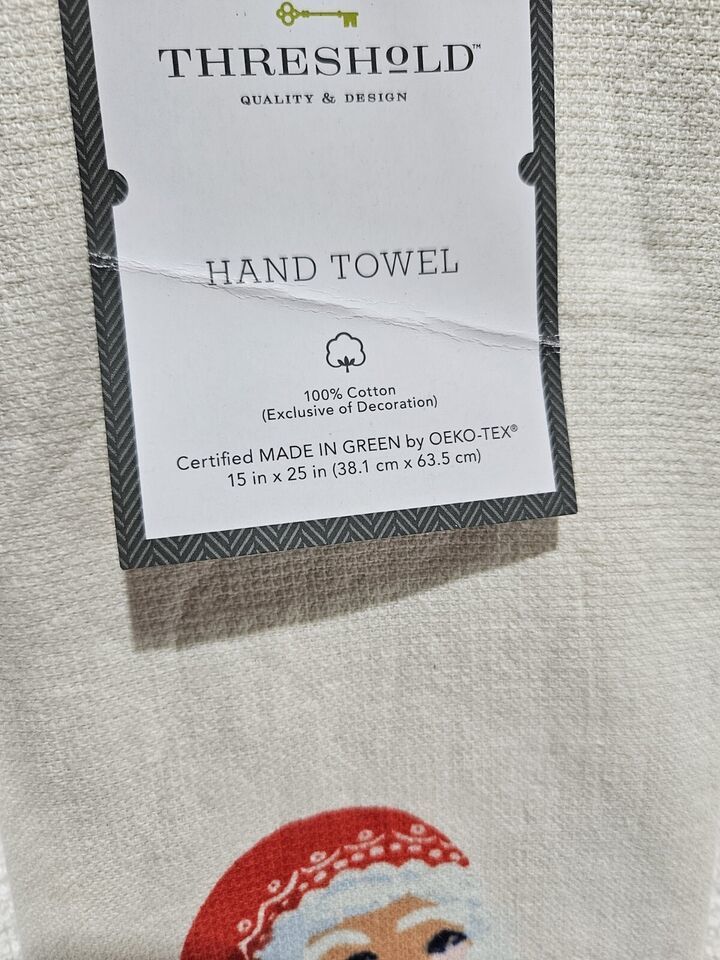 THRESHOLD™
QUALITY & DESIGN
HAND TOWEL
100% Cotton
(Exclusive of Decoration)
Certified MADE IN GREEN by OEKO-TEX®
15 in x 25 in (38.1 cm x 63.5 cm)